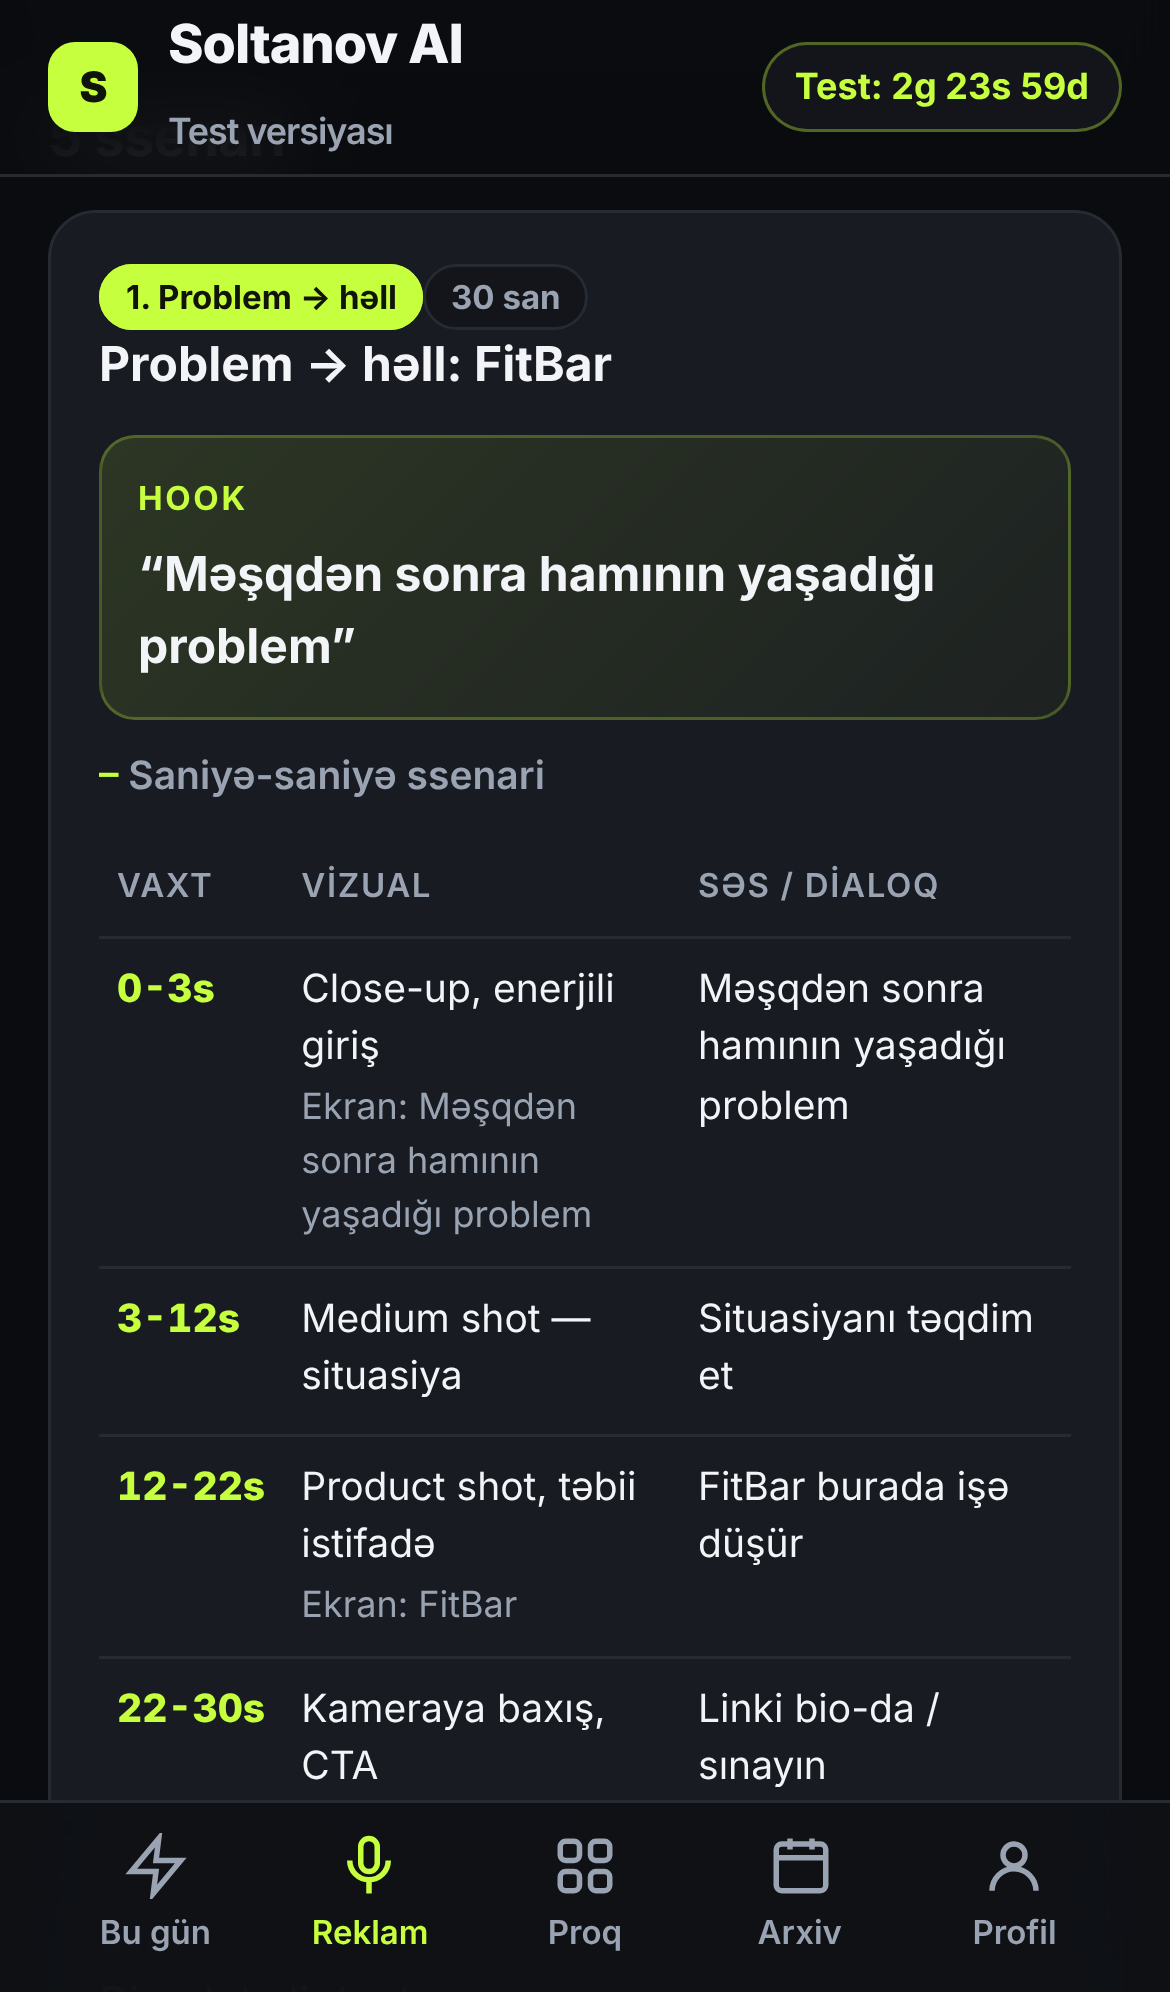 S
Soltanov AI
Test versiyası
Test: 2g 23s 59d
5 ssenari
1. Problem → həll
30 san
Problem → həll: FitBar
HOOK
“Məşqdən sonra hamının yaşadığı
problem”
– Saniyə-saniyə ssenari
VAXT VİZUAL SƏS / DİALOQ
0-3s
Close-up, enerjili
giriş
Ekran: Məşqdən
sonra hamının
yaşadığı problem
Məşqdən sonra
hamının yaşadığı
problem
3-12s
Medium shot —
situasiya
Situasiyanı təqdim
et
12-22s
Product shot, təbii
istifadə
Ekran: FitBar
FitBar burada işə
düşür
22-30s
Kameraya baxış,
CTA
Linki bio-da /
sınayın
Bu gün
Reklam
Proq
Arxiv
Profil